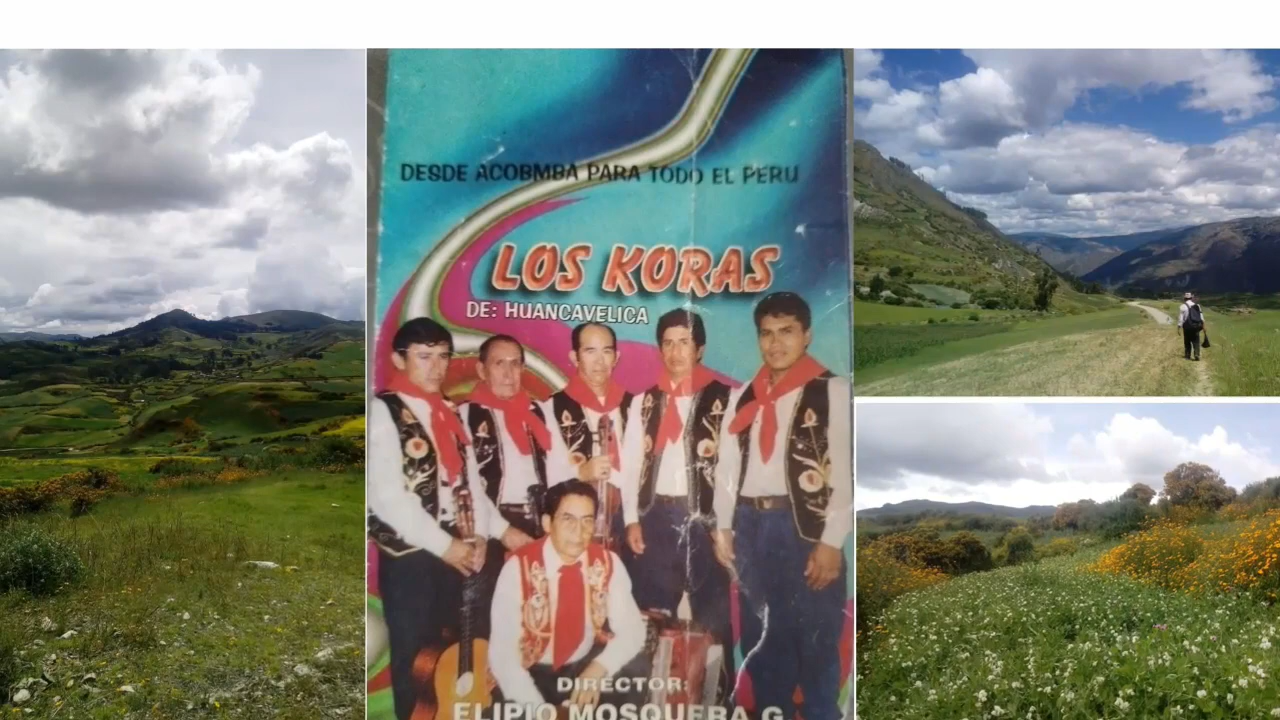 DESDE ACOBMBA PARA TODO EL PERU
LOS KORAS
DE: HUANCAVELICA
DIRECTOR:
ELIPIO MOSQUERA G